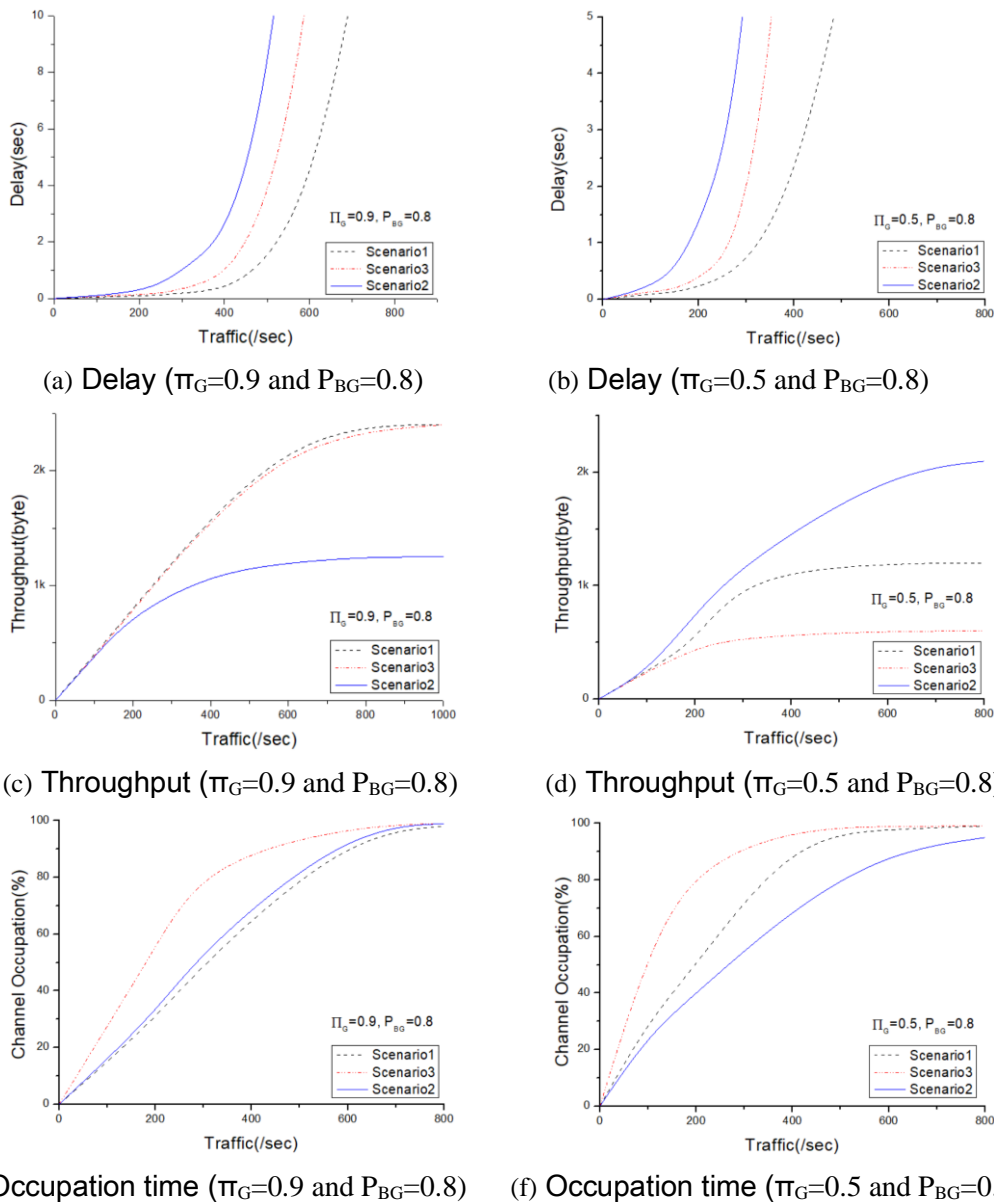 10
8
6
4
2
0
Delay(sec)
Π_G=0.9, P_BG=0.8
Scenario1
Scenario3
Scenario2
0 200 400 600 800
Traffic(/sec)
5
4
3
2
1
0
Delay(sec)
Π_G=0.5, P_BG=0.8
Scenario1
Scenario3
Scenario2
0 200 400 600 800
Traffic(/sec)
(a) Delay (π_G=0.9 and P_BG=0.8)
(b) Delay (π_G=0.5 and P_BG=0.8)
2k
1k
0
Throughput(byte)
Π_G=0.9, P_BG=0.8
Scenario1
Scenario3
Scenario2
0 200 400 600 800 1000
Traffic(/sec)
2k
1k
0
Throughput(byte)
Π_G=0.5, P_BG=0.8
Scenario1
Scenario3
Scenario2
0 200 400 600 800
Traffic(/sec)
(c) Throughput (π_G=0.9 and P_BG=0.8)
(d) Throughput (π_G=0.5 and P_BG=0.8)
100
80
60
40
20
0
Channel Occupation(%)
Π_G=0.9, P_BG=0.8
Scenario1
Scenario3
Scenario2
0 200 400 600 800
Traffic(/sec)
100
80
60
40
20
0
Channel Occupation(%)
Π_G=0.5, P_BG=0.8
Scenario1
Scenario3
Scenario2
0 200 400 600 800
Traffic(/sec)
Occupation time (π_G=0.9 and P_BG=0.8)
(f) Occupation time (π_G=0.5 and P_BG=0